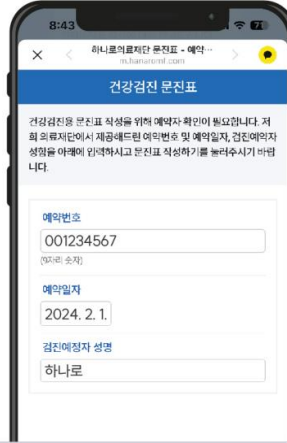 8:43
하나로의료재단 문진표 - 예약…
m.hanaromf.com
건강검진 문진표
건강검진용 문진표 작성을 위해 예약자 확인이 필요합니다. 저
희 의료재단에서 제공해드린 예약번호 및 예약일자, 검진예약자
성함을 아래에 입력하시고 문진표 작성하기를 눌러주시기 바랍
니다.
예약번호
001234567
(9자리 숫자)
예약일자
2024. 2. 1.
검진예정자 성명
하나로